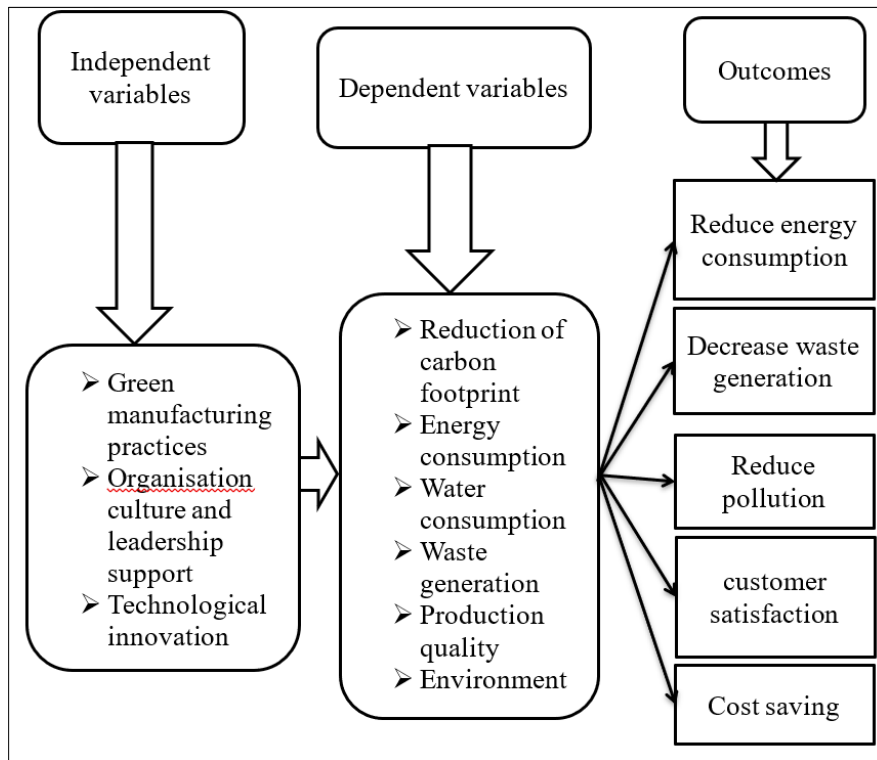 Independent
variables
Dependent variables
Outcomes
Green
manufacturing
practices
Organisation
culture and
leadership
support
Technological
innovation
Reduction of
carbon
footprint
Energy
consumption
Water
consumption
Waste
generation
Production
quality
Environment
Reduce energy
consumption
Decrease waste
generation
Reduce
pollution
customer
satisfaction
Cost saving